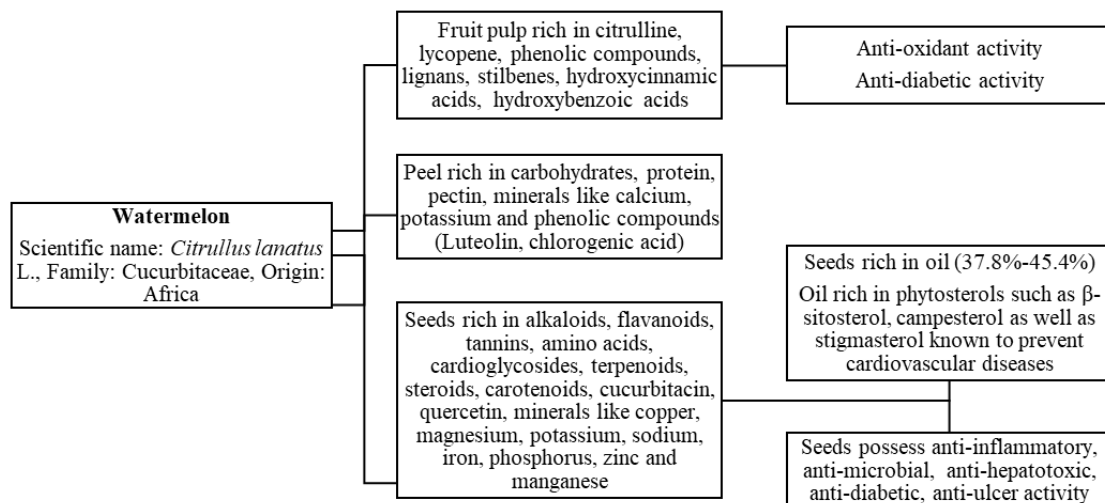 Watermelon
Scientific name: Citrullus lanatus
L., Family: Cucurbitaceae, Origin:
Africa
Fruit pulp rich in citrulline,
lycopene, phenolic compounds,
lignans, stilbenes, hydroxycinnamic
acids, hydroxybenzoic acids
Anti-oxidant activity
Anti-diabetic activity
Peel rich in carbohydrates, protein,
pectin, minerals like calcium,
potassium and phenolic compounds
(Luteolin, chlorogenic acid)
Seeds rich in alkaloids, flavanoids,
tannins, amino acids,
cardioglycosides, terpenoids,
steroids, carotenoids, cucurbitacin,
quercetin, minerals like copper,
magnesium, potassium, sodium,
iron, phosphorus, zinc and
manganese
Seeds rich in oil (37.8%-45.4%)
Oil rich in phytosterols such as β-
sitosterol, campesterol as well as
stigmasterol known to prevent
cardiovascular diseases
Seeds possess anti-inflammatory,
anti-microbial, anti-hepatotoxic,
anti-diabetic, anti-ulcer activity